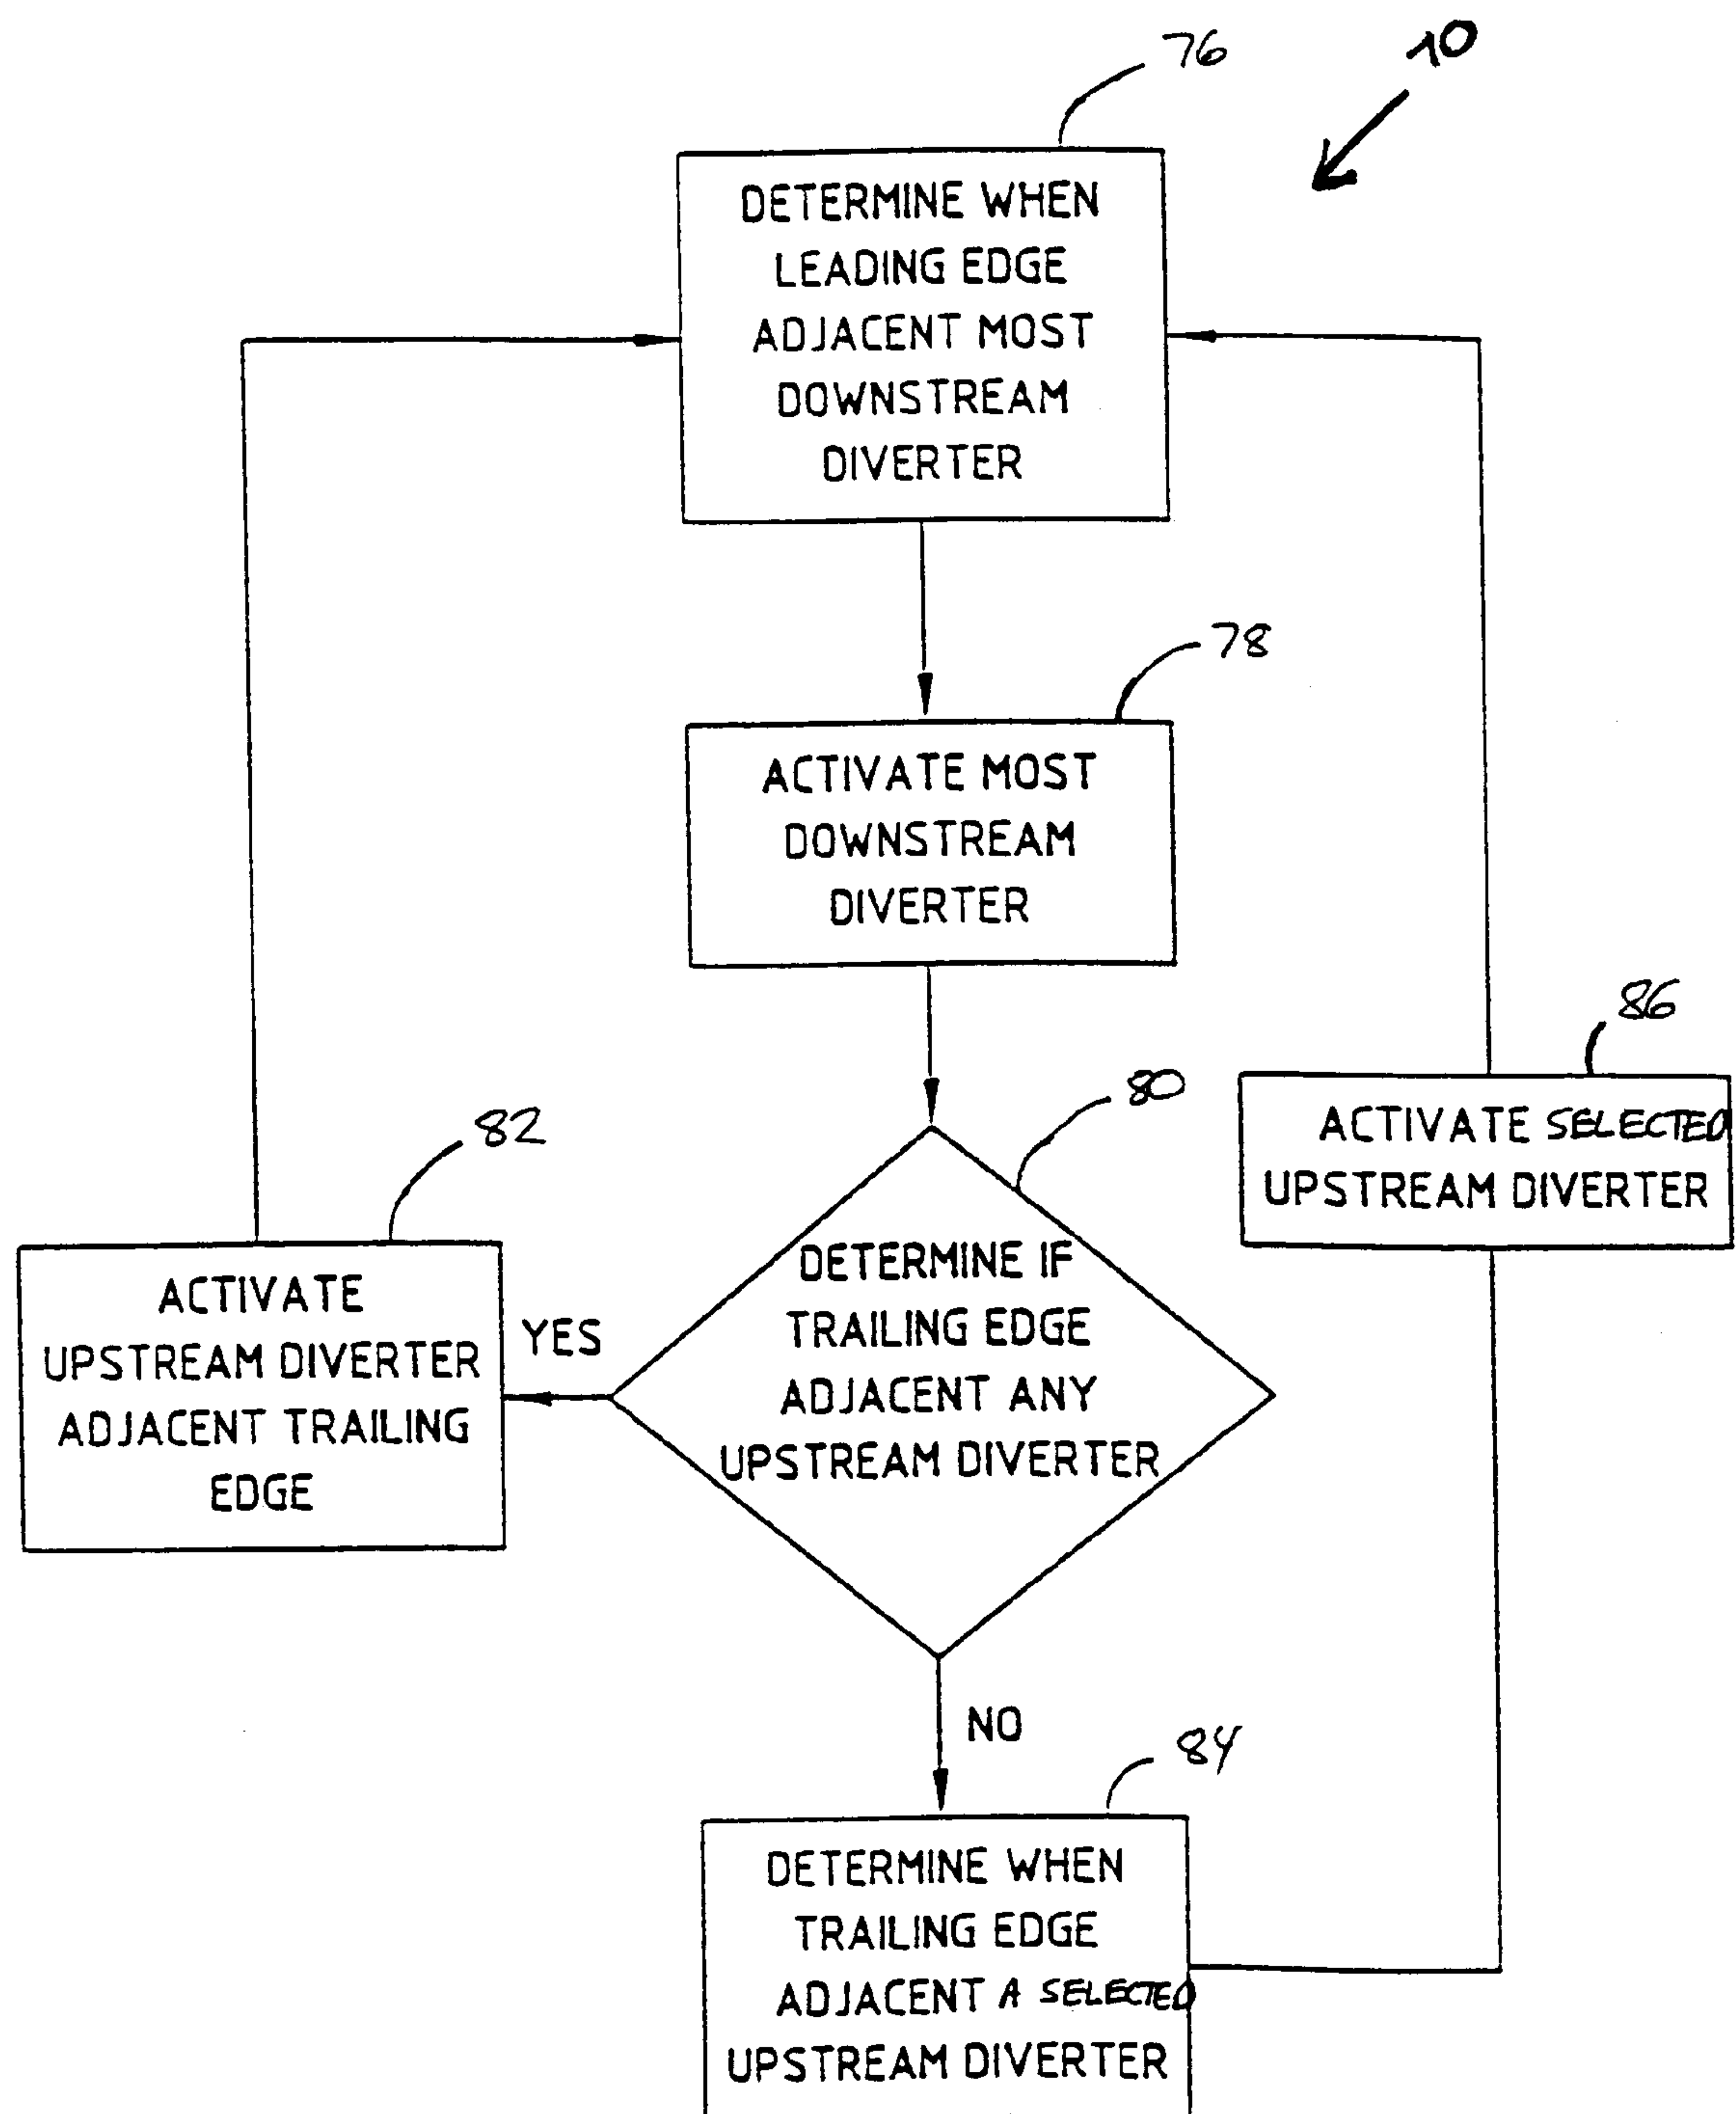 76
10
DETERMINE WHEN
LEADING EDGE
ADJACENT MOST
DOWNSTREAM
DIVERTER
78
ACTIVATE MOST
DOWNSTREAM
DIVERTER
86
ACTIVATE SELECTED
UPSTREAM DIVERTER
80
82
DETERMINE IF
TRAILING EDGE
ADJACENT ANY
UPSTREAM DIVERTER
YES
ACTIVATE
UPSTREAM DIVERTER
ADJACENT TRAILING
EDGE
NO
84
DETERMINE WHEN
TRAILING EDGE
ADJACENT A SELECTED
UPSTREAM DIVERTER